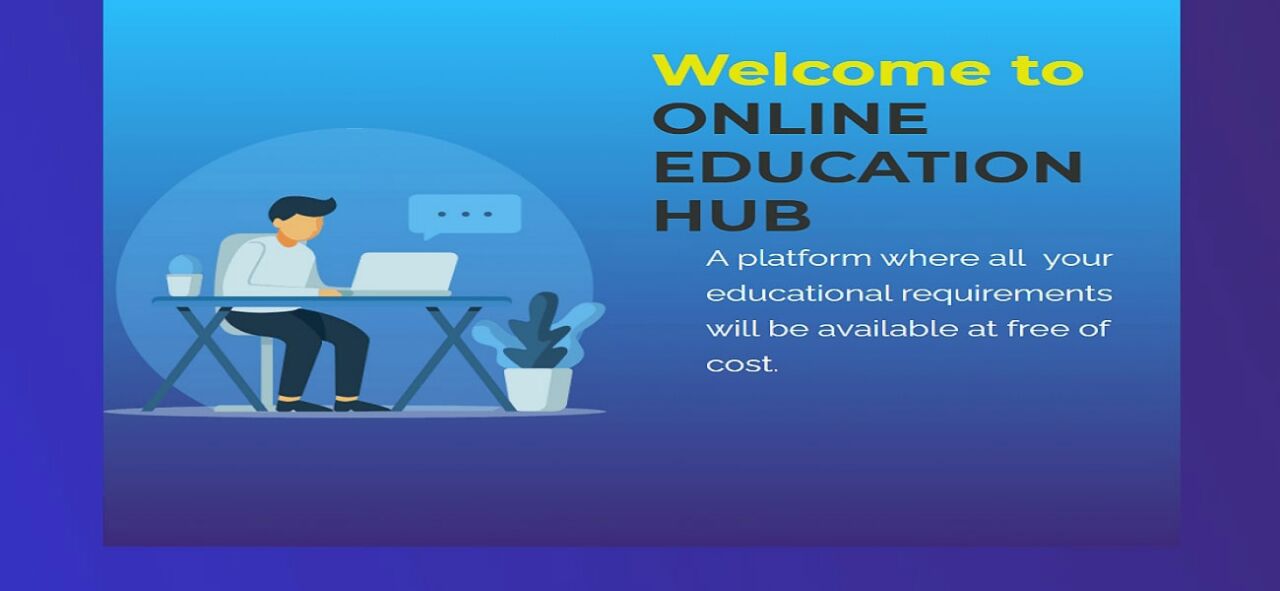 Welcome to
ONLINE
EDUCATION
HUB
A platform where all  your
educational requirements
will be available at free of
cost.